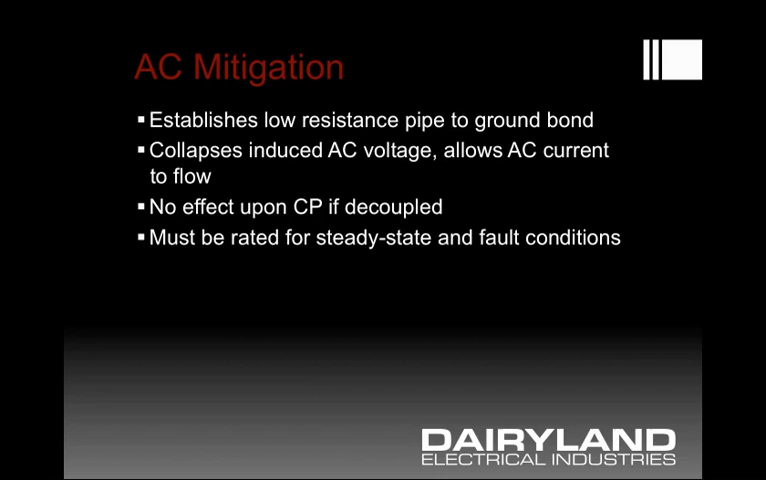 AC Mitigation
▪Establishes low resistance pipe to ground bond
▪Collapses induced AC voltage, allows AC current
to flow
▪No effect upon CP if decoupled
▪Must be rated for steady-state and fault conditions
DAIRYLAND
ELECTRICAL INDUSTRIES